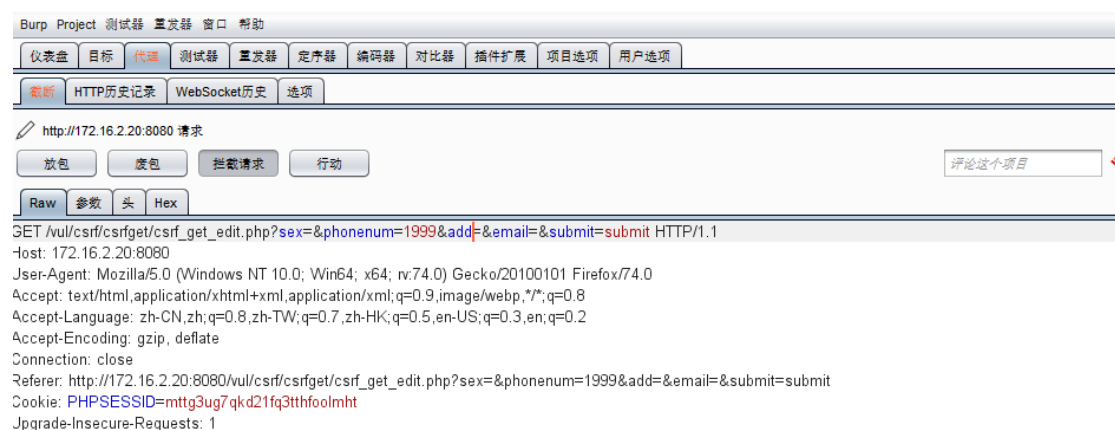 Burp Project 测试器 重发器 窗口 帮助
仪表盘 目标 代理 测试器 重发器 定序器 编码器 对比器 插件扩展 项目选项 用户选项
截断 HTTP历史记录 WebSocket历史 选项
http://172.16.2.20:8080 请求
放包 废包 拦截请求 行动 评论这个项目
Raw 参数 头 Hex
GET /vul/csrf/csrfget/csrf_get_edit.php?sex=&phonenum=1999&add=&email=&submit=submit HTTP/1.1
Host: 172.16.2.20:8080
User-Agent: Mozilla/5.0 (Windows NT 10.0; Win64; x64; rv:74.0) Gecko/20100101 Firefox/74.0
Accept: text/html,application/xhtml+xml,application/xml;q=0.9,image/webp,*/*;q=0.8
Accept-Language: zh-CN,zh;q=0.8,zh-TW;q=0.7,zh-HK;q=0.5,en-US;q=0.3,en;q=0.2
Accept-Encoding: gzip, deflate
Connection: close
Referer: http://172.16.2.20:8080/vul/csrf/csrfget/csrf_get_edit.php?sex=&phonenum=1999&add=&email=&submit=submit
Cookie: PHPSESSID=mttg3ug7qkd21fq3tthfoolmht
Upgrade-Insecure-Requests: 1